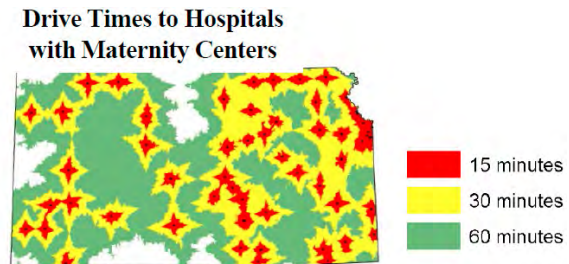 Drive Times to Hospitals
with Maternity Centers
15 minutes
30 minutes
60 minutes